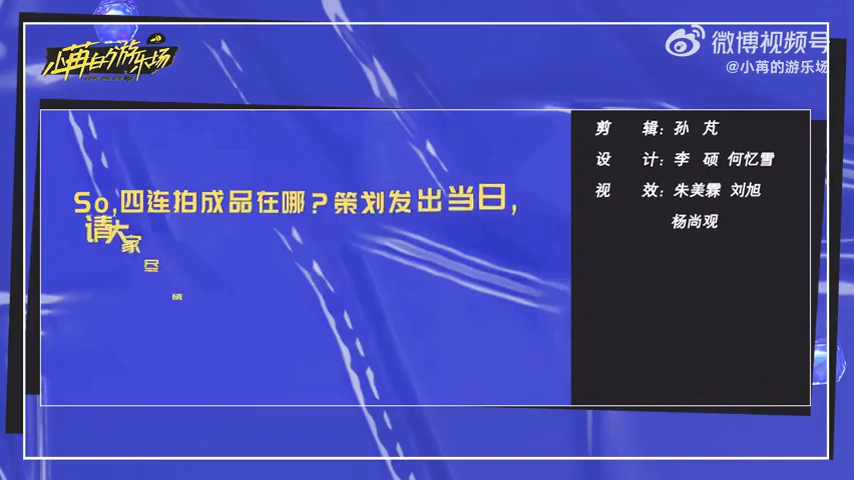 小苒的游乐场
微博视频号
@小苒的游乐场
So,四连拍成品在哪?策划发出当日,
请大家尽情
剪 辑: 孙 芃
设 计: 李 硕 何忆雪
视 效: 朱美霖 刘旭
杨尚观